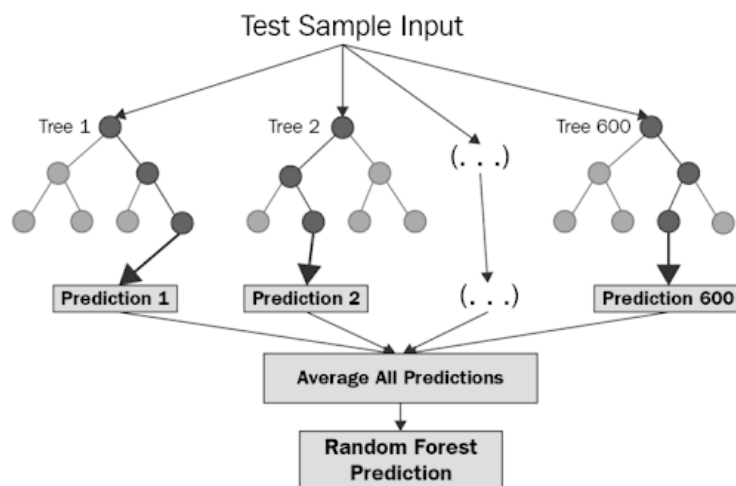 Test Sample Input
Tree 1
Tree 2
Tree 600
(. . .)
Prediction 1
Prediction 2
(. . .)
Prediction 600
Average All Predictions
Random Forest
Prediction